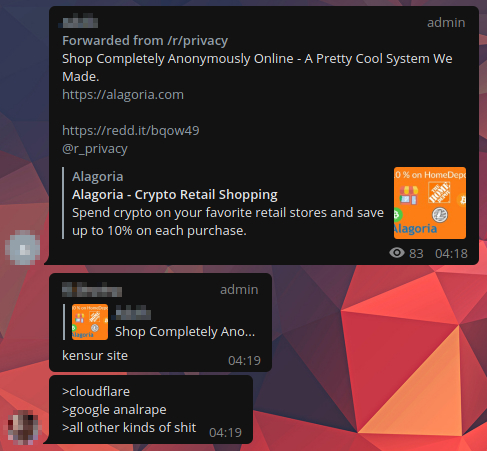 admin
Forwarded from /r/privacy
Shop Completely Anonymously Online - A Pretty Cool System We
Made.
https://alagoria.com
https://redd.it/bqow49
@r_privacy
Alagoria
Alagoria - Crypto Retail Shopping
Spend crypto on your favorite retail stores and save
up to 10% on each purchase.
0 % on HomeDepo
Alagoria
83 04:18
admin
Shop Completely Ano...
kensur site
04:19
>cloudflare
>google analrape
>all other kinds of shit 04:19